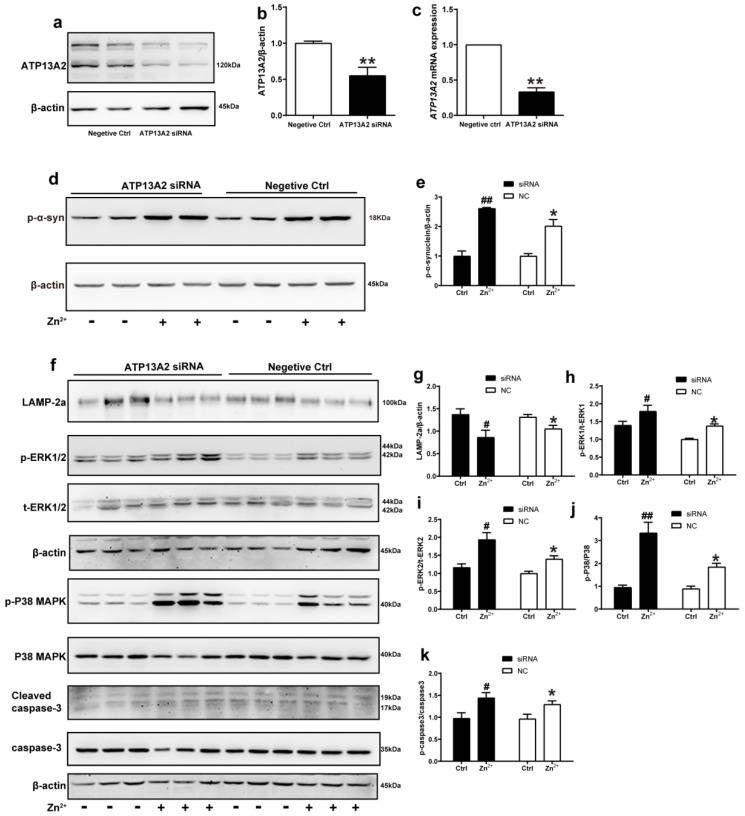 a
ATP13A2
120kDa
β-actin
45kDa
Negetive Ctrl ATP13A2 siRNA
b
ATP13A2/β-actin
1.5
1.0
0.5
0.0
**
Negetive Ctrl ATP13A2 siRNA
c
ATP13A2 mRNA expression
1.5
1.0
0.5
0.0
**
Negetive control ATP13A2 siRNA
d
ATP13A2 siRNA Negetive Ctrl
p-α-syn
18KDa
β-actin
45kDa
Zn2+ - - + + - - + +
e
siRNA
NC
p-α-synuclein/β-actin
3
2
1
0
##
*
Ctrl Zn2+ Ctrl Zn2+
f
ATP13A2 siRNA Negetive Ctrl
LAMP-2a
100kDa
p-ERK1/2
44kDa
42kDa
t-ERK1/2
44kDa
42kDa
β-actin
45kDa
p-P38 MAPK
40kDa
P38 MAPK
40kDa
Cleaved
caspase-3
19kDa
17kDa
caspase-3
35kDa
β-actin
45kDa
Zn2+ - - - + + + - - - + + +
g
siRNA
NC
LAMP-2a/β-actin
2.0
1.5
1.0
0.5
0.0
#
*
Ctrl Zn2+ Ctrl Zn2+
h
siRNA
NC
p-ERK1/t-ERK1
2.5
2.0
1.5
1.0
0.5
0.0
#
*
Ctrl Zn2+ Ctrl Zn2+
i
siRNA
NC
p-ERK2/t-ERK2
2.5
2.0
1.5
1.0
0.5
0.0
#
*
Ctrl Zn2+ Ctrl Zn2+
j
siRNA
NC
p-P38/P38
4
3
2
1
0
##
*
Ctrl Zn2+ Ctrl Zn2+
k
siRNA
NC
p-caspase3/caspase3
2.0
1.5
1.0
0.5
0.0
#
*
Ctrl Zn2+ Ctrl Zn2+